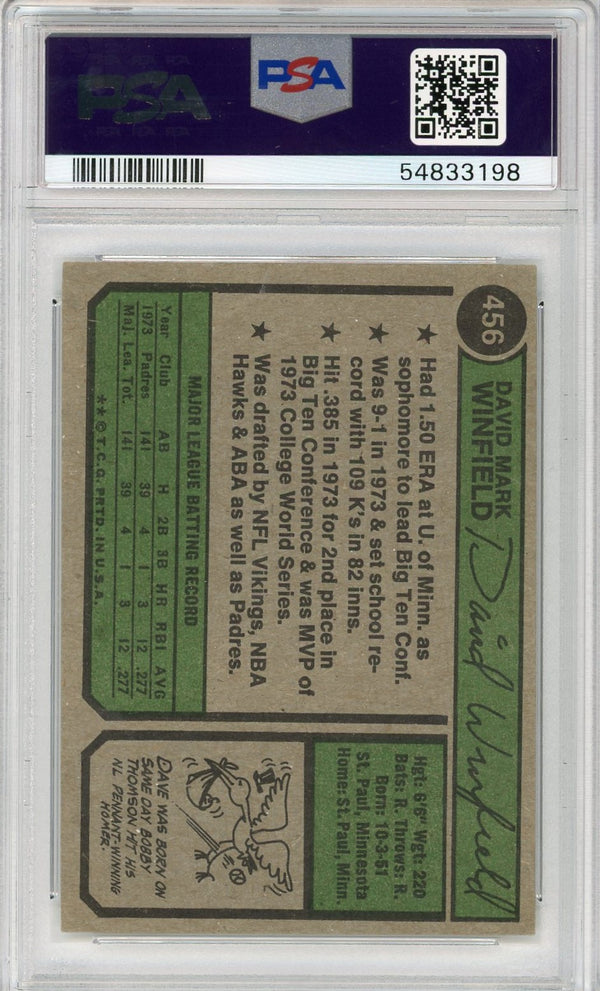 PSA
PSA
54833198
456
DAVID MARK
WINFIELD
Dave Winfield
★ Had 1.50 ERA at U. of Minn. as
sophomore to lead Big Ten Conf.
★ Was 9-1 in 1973 & set school re-
cord with 109 K's in 82 inns.
★ Hit .385 in 1973 for 2nd place in
Big Ten Conference & was MVP of
1973 College World Series.
★ Was drafted by NFL Vikings, NBA
Hawks & ABA as well as Padres.
MAJOR LEAGUE BATTING RECORD
Year Club AB H 2B 3B HR RBI AVG
1973 Padres 141 39 4 1 3 12 .277
Maj. Lea. Tot. 141 39 4 1 3 12 .277
**© T.C.G. PRTD. IN U.S.A.
Hgt: 6'6" Wgt: 220
Bats: R. Throws: R.
Born: 10-3-51
St. Paul, Minnesota
Home: St. Paul, Minn.
DAVE WAS BORN ON
SAME DAY BOBBY
THOMSON HIT HIS
NL PENNANT-WINNING
HOMER.